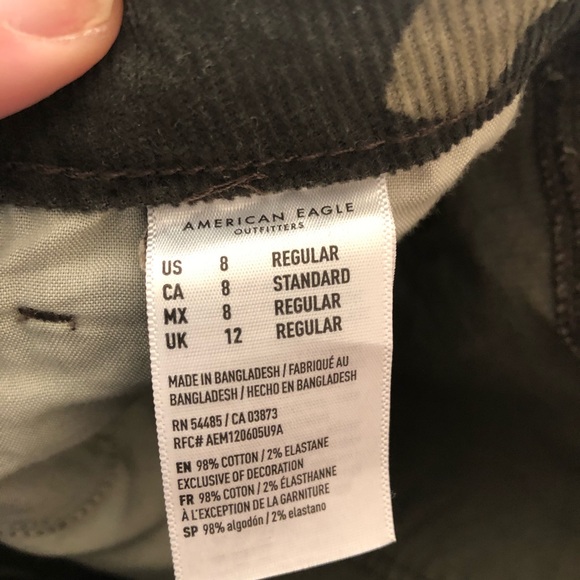 AMERICAN EAGLE
OUTFITTERS
US 8 REGULAR
CA 8 STANDARD
MX 8 REGULAR
UK 12 REGULAR
MADE IN BANGLADESH / FABRIQUÉ AU
BANGLADESH / HECHO EN BANGLADESH
RN 54485 / CA 03873
RFC# AEM120605U9A
EN 98% COTTON / 2% ELASTANE
EXCLUSIVE OF DECORATION
FR 98% COTON / 2% ÉLASTHANNE
À L'EXCEPTION DE LA GARNITURE
SP 98% algodón / 2% elastano